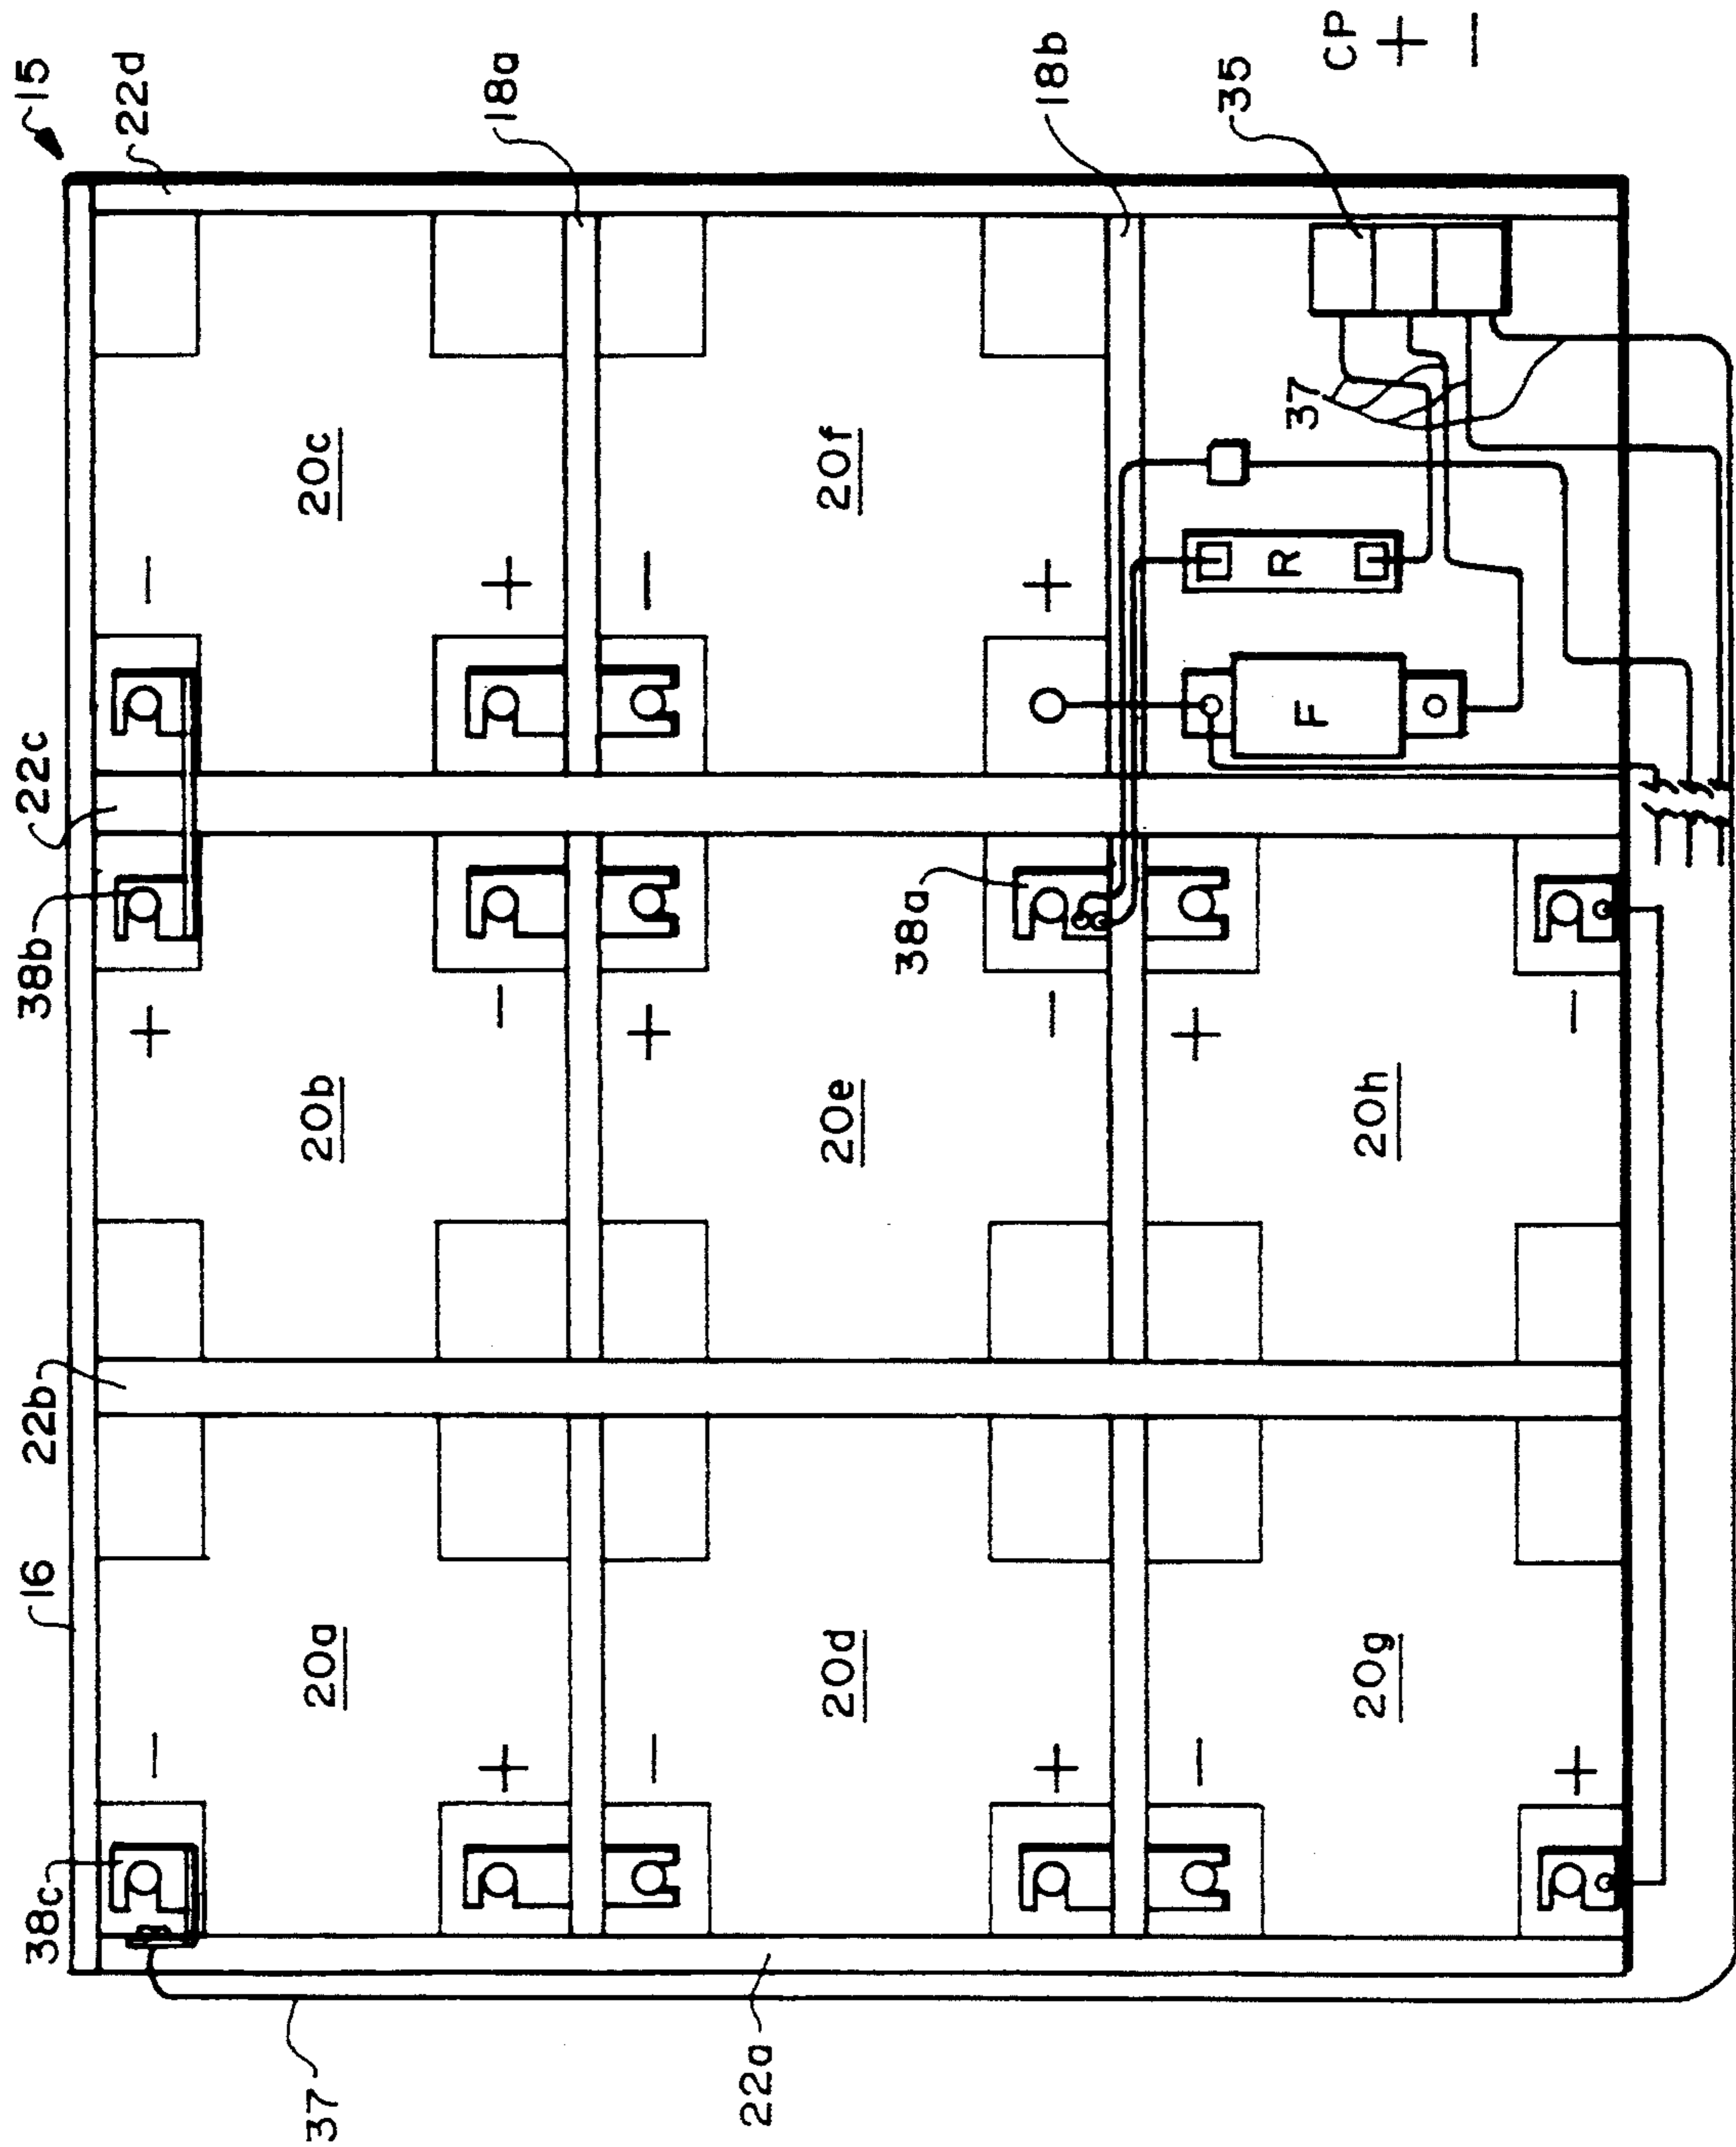 15
22d
18a
18b
35
CP
+
−
22c
38b
22b
16
38c
20c
−
+
20f
−
+
37
R
F
20b
+
−
20e
+
−
38a
20h
+
−
20a
−
+
20d
−
+
20g
−
+
37
22a